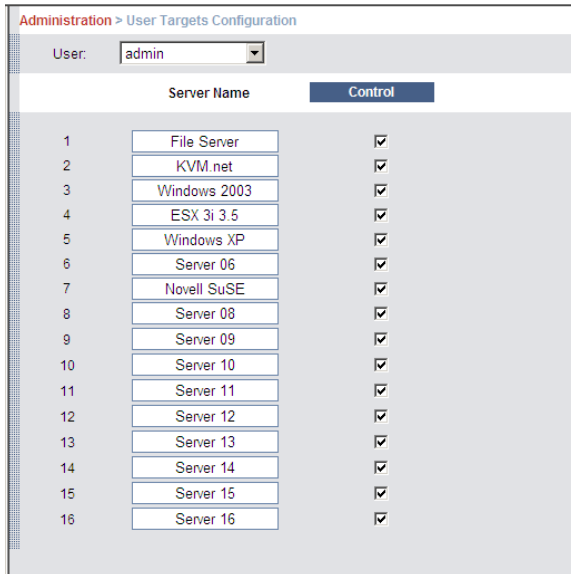 Administration > User Targets Configuration
User: admin
Server Name Control
1 File Server
2 KVM.net
3 Windows 2003
4 ESX 3i 3.5
5 Windows XP
6 Server 06
7 Novell SuSE
8 Server 08
9 Server 09
10 Server 10
11 Server 11
12 Server 12
13 Server 13
14 Server 14
15 Server 15
16 Server 16